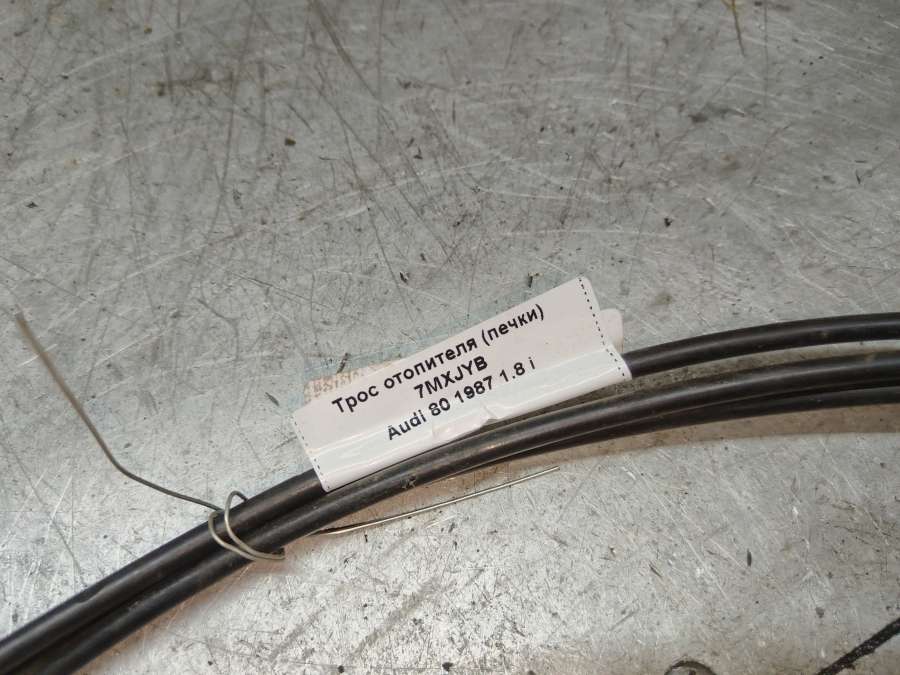 Трос отопителя (печки)
7MXJYB
Audi 80 1987 1.8 i